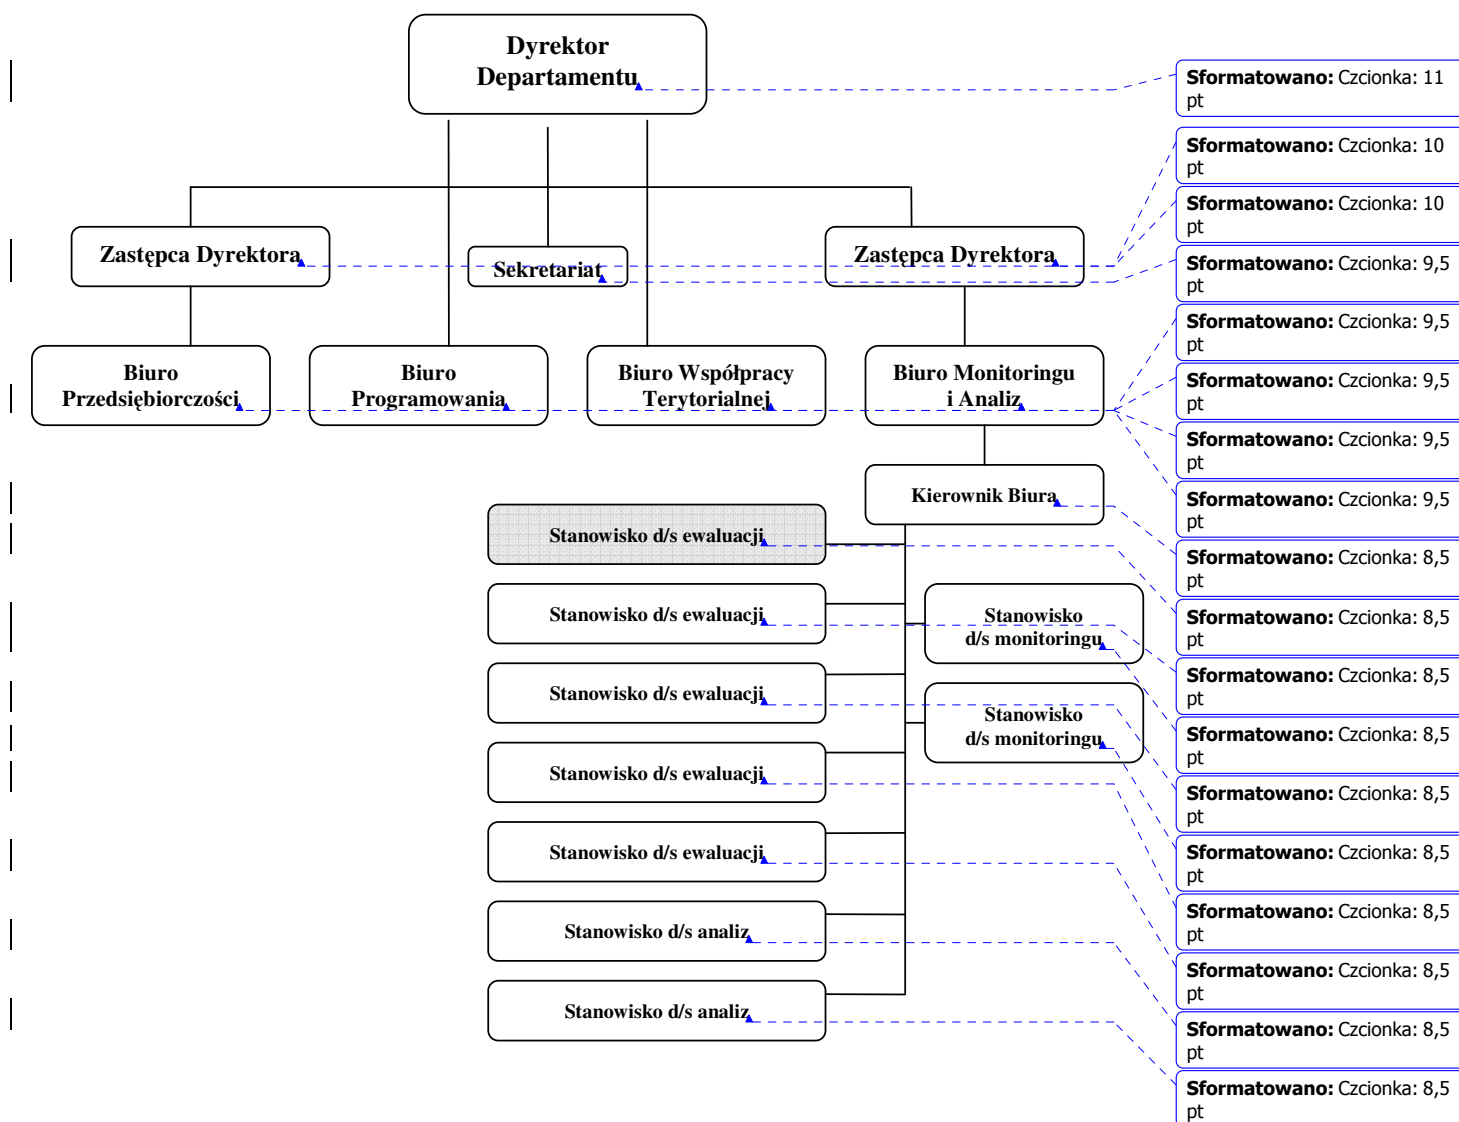 Dyrektor
Departamentu
Zastępca Dyrektora
Sekretariat
Zastępca Dyrektora
Biuro
Przedsiębiorczości
Biuro
Programowania
Biuro Współpracy
Terytorialnej
Biuro Monitoringu
i Analiz
Kierownik Biura
Stanowisko d/s ewaluacji
Stanowisko d/s ewaluacji
Stanowisko
d/s monitoringu
Stanowisko d/s ewaluacji
Stanowisko
d/s monitoringu
Stanowisko d/s ewaluacji
Stanowisko d/s ewaluacji
Stanowisko d/s analiz
Stanowisko d/s analiz
Sformatowano: Czcionka: 11
pt
Sformatowano: Czcionka: 10
pt
Sformatowano: Czcionka: 10
pt
Sformatowano: Czcionka: 9,5
pt
Sformatowano: Czcionka: 9,5
pt
Sformatowano: Czcionka: 9,5
pt
Sformatowano: Czcionka: 9,5
pt
Sformatowano: Czcionka: 9,5
pt
Sformatowano: Czcionka: 8,5
pt
Sformatowano: Czcionka: 8,5
pt
Sformatowano: Czcionka: 8,5
pt
Sformatowano: Czcionka: 8,5
pt
Sformatowano: Czcionka: 8,5
pt
Sformatowano: Czcionka: 8,5
pt
Sformatowano: Czcionka: 8,5
pt
Sformatowano: Czcionka: 8,5
pt
Sformatowano: Czcionka: 8,5
pt
Sformatowano: Czcionka: 8,5
pt